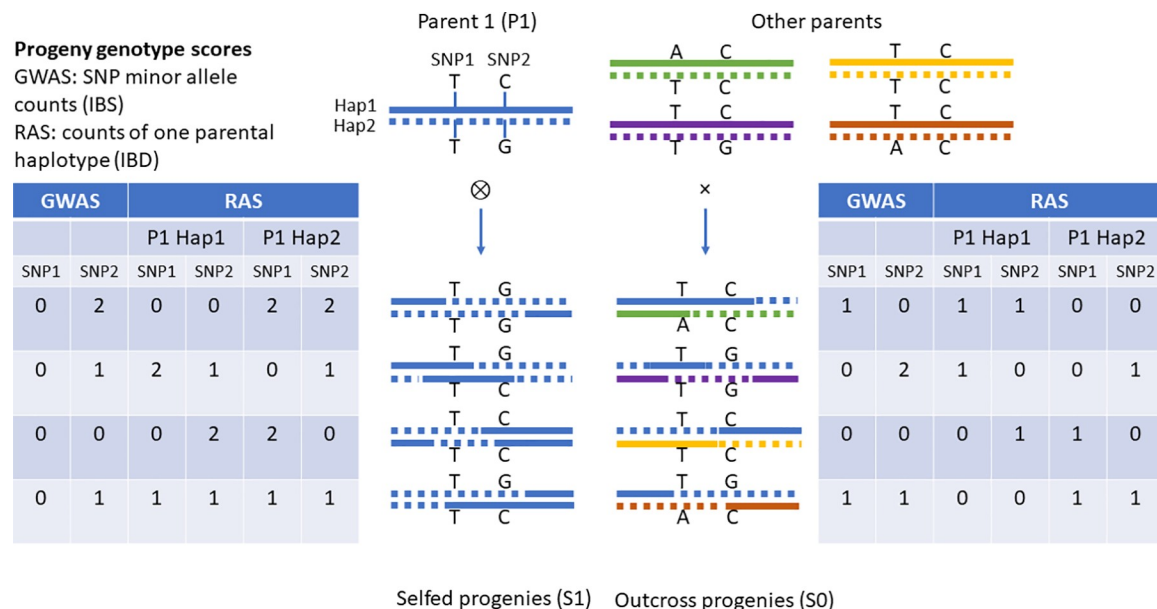 Parent 1 (P1)
Other parents
Progeny genotype scores
GWAS: SNP minor allele
counts (IBS)
RAS: counts of one parental
haplotype (IBD)
SNP1 SNP2
T C
Hap1
Hap2
T G
A C
T C
T C
T G
T C
T C
T C
A C
GWAS RAS
P1 Hap1 P1 Hap2
SNP1 SNP2 SNP1 SNP2 SNP1 SNP2
0 2 0 0 2 2
0 1 2 1 0 1
0 0 0 2 2 0
0 1 1 1 1 1
⊗
×
T G
T G
T G
T C
T C
T C
T G
T C
T C
A C
T G
T G
T C
T C
T G
A C
GWAS RAS
P1 Hap1 P1 Hap2
SNP1 SNP2 SNP1 SNP2 SNP1 SNP2
1 0 1 1 0 0
0 2 1 0 0 1
0 0 0 1 1 0
1 1 0 0 1 1
Selfed progenies (S1)
Outcross progenies (S0)